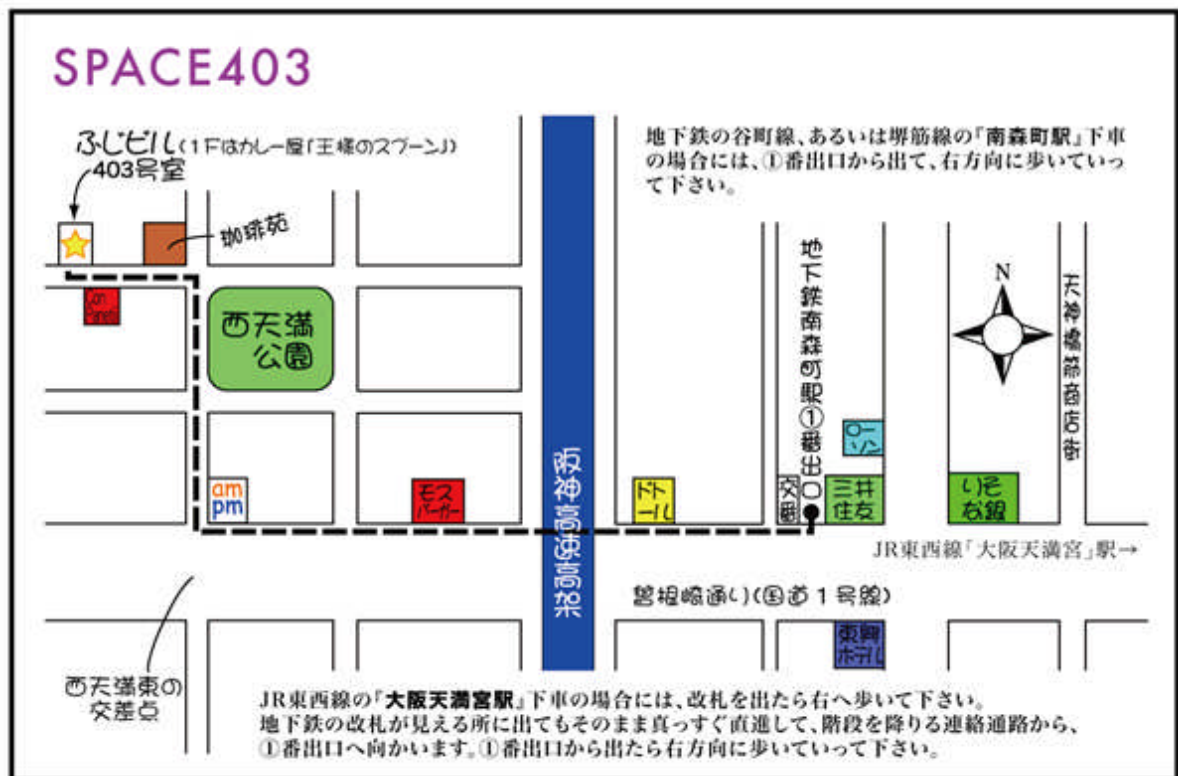 SPACE403
ふじビル(1Fはカレー屋「王様のスプーン」)
403号室
地下鉄の谷町線、あるいは堺筋線の『南森町駅』下車
の場合には、①番出口から出て、右方向に歩いていっ
て下さい。
珈琲苑
西天満
公園
地下鉄南森町駅①番出口
N
天神橋筋商店街
ロー
ソン
am
pm
モス
バーガー
阪神高速高架
ドト
ール
交番
三井
住友
りそ
な銀
JR東西線「大阪天満宮」駅→
曽根崎通り(国道1号線)
東興
ホテル
西天満東の
交差点
JR東西線の『大阪天満宮駅』下車の場合には、改札を出たら右へ歩いて下さい。
地下鉄の改札が見える所に出てもそのまま真っすぐ直進して、階段を降りる連絡通路から、
①番出口へ向かいます。①番出口から出たら右方向に歩いていって下さい。